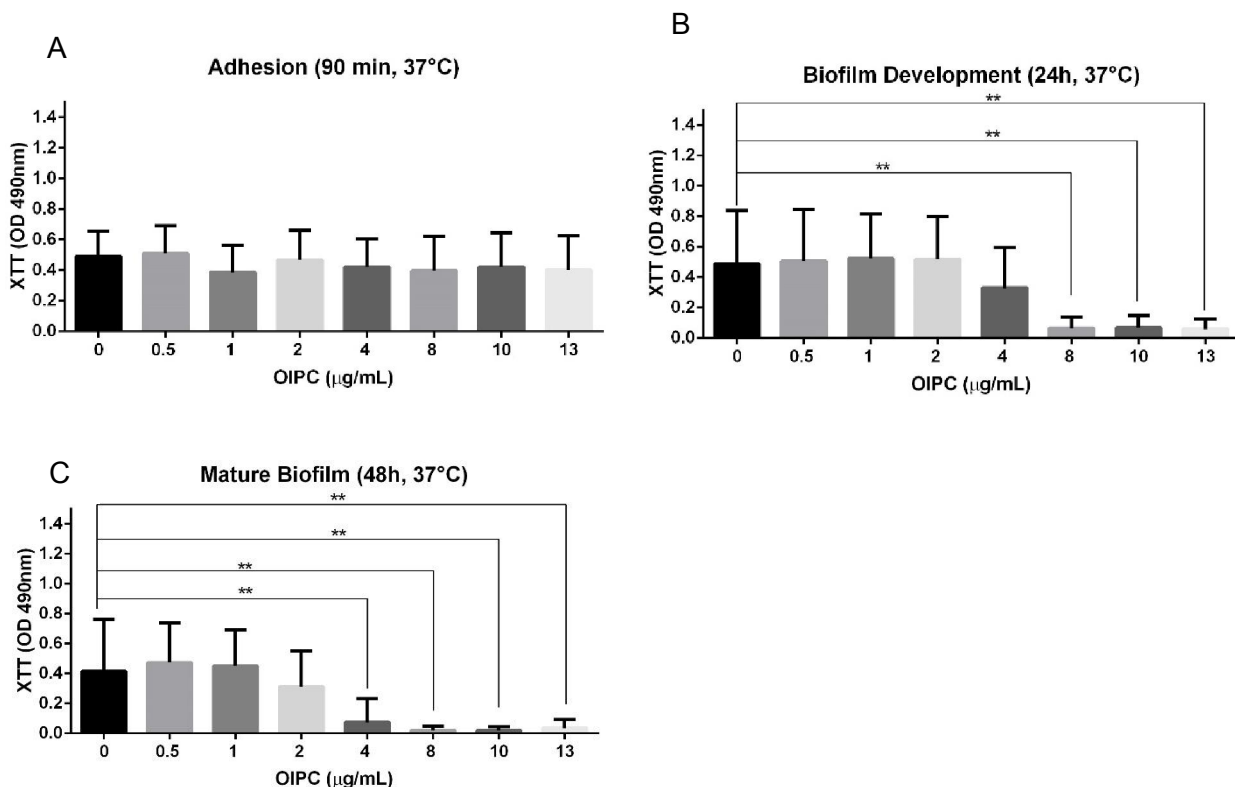 A
Adhesion (90 min, 37°C)
XTT (OD 490nm)
1.4
1.2
1.0
0.8
0.6
0.4
0.2
0.0
0 0.5 1 2 4 8 10 13
OIPC (μg/mL)
B
Biofilm Development (24h, 37°C)
**
**
**
XTT (OD 490nm)
1.4
1.2
1.0
0.8
0.6
0.4
0.2
0.0
0 0.5 1 2 4 8 10 13
OIPC (μg/mL)
C
Mature Biofilm (48h, 37°C)
**
**
**
**
XTT (OD 490nm)
1.4
1.2
1.0
0.8
0.6
0.4
0.2
0.0
0 0.5 1 2 4 8 10 13
OIPC (μg/mL)